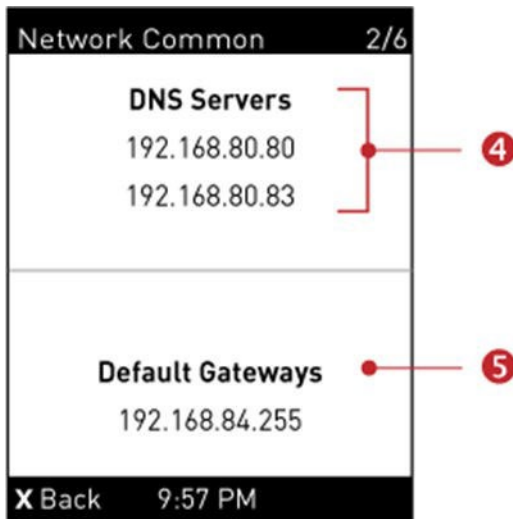 Network Common 2/6
DNS Servers
192.168.80.80
192.168.80.83
4
Default Gateways
5
192.168.84.255
X Back 9:57 PM